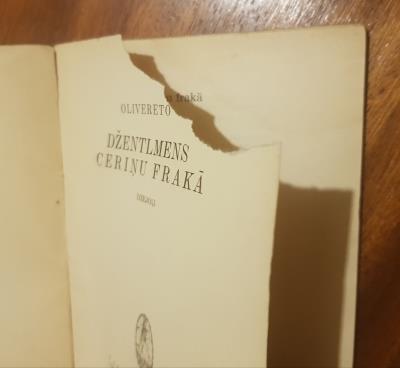 u frakā
OLIVERETO
DŽENTLMENS
CERIŅU FRAKĀ
DZEJOĻI